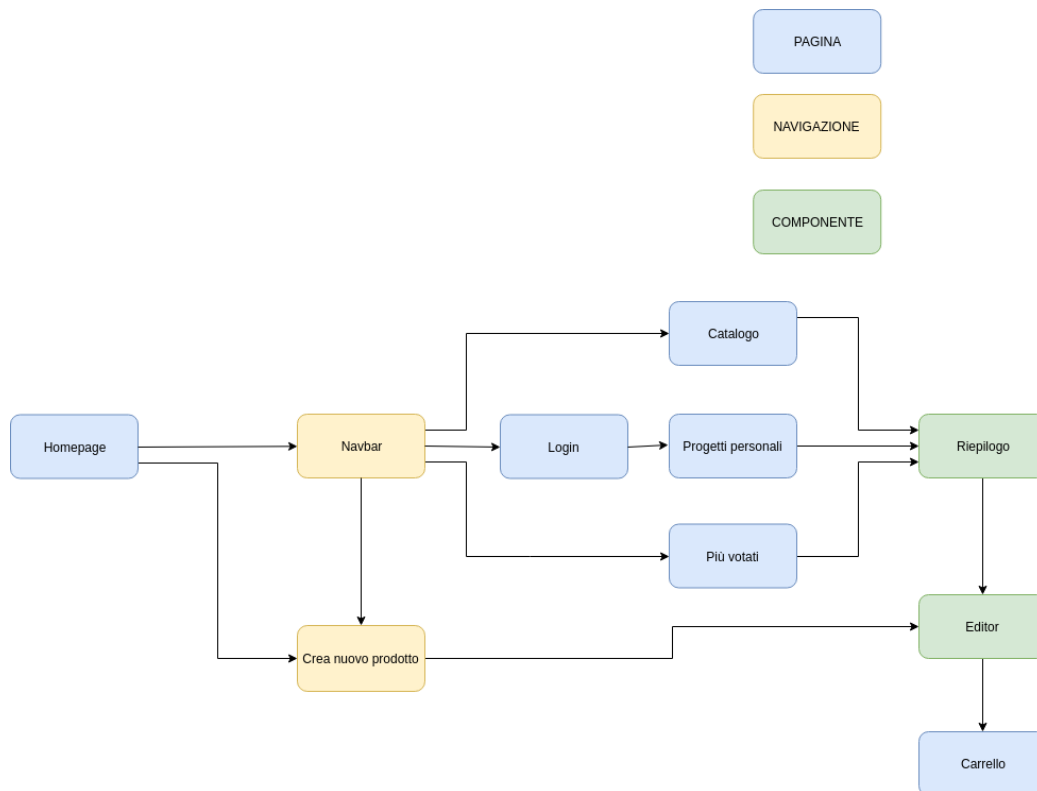 PAGINA
NAVIGAZIONE
COMPONENTE
Catalogo
Homepage
Navbar
Login
Progetti personali
Riepilogo
Più votati
Crea nuovo prodotto
Editor
Carrello